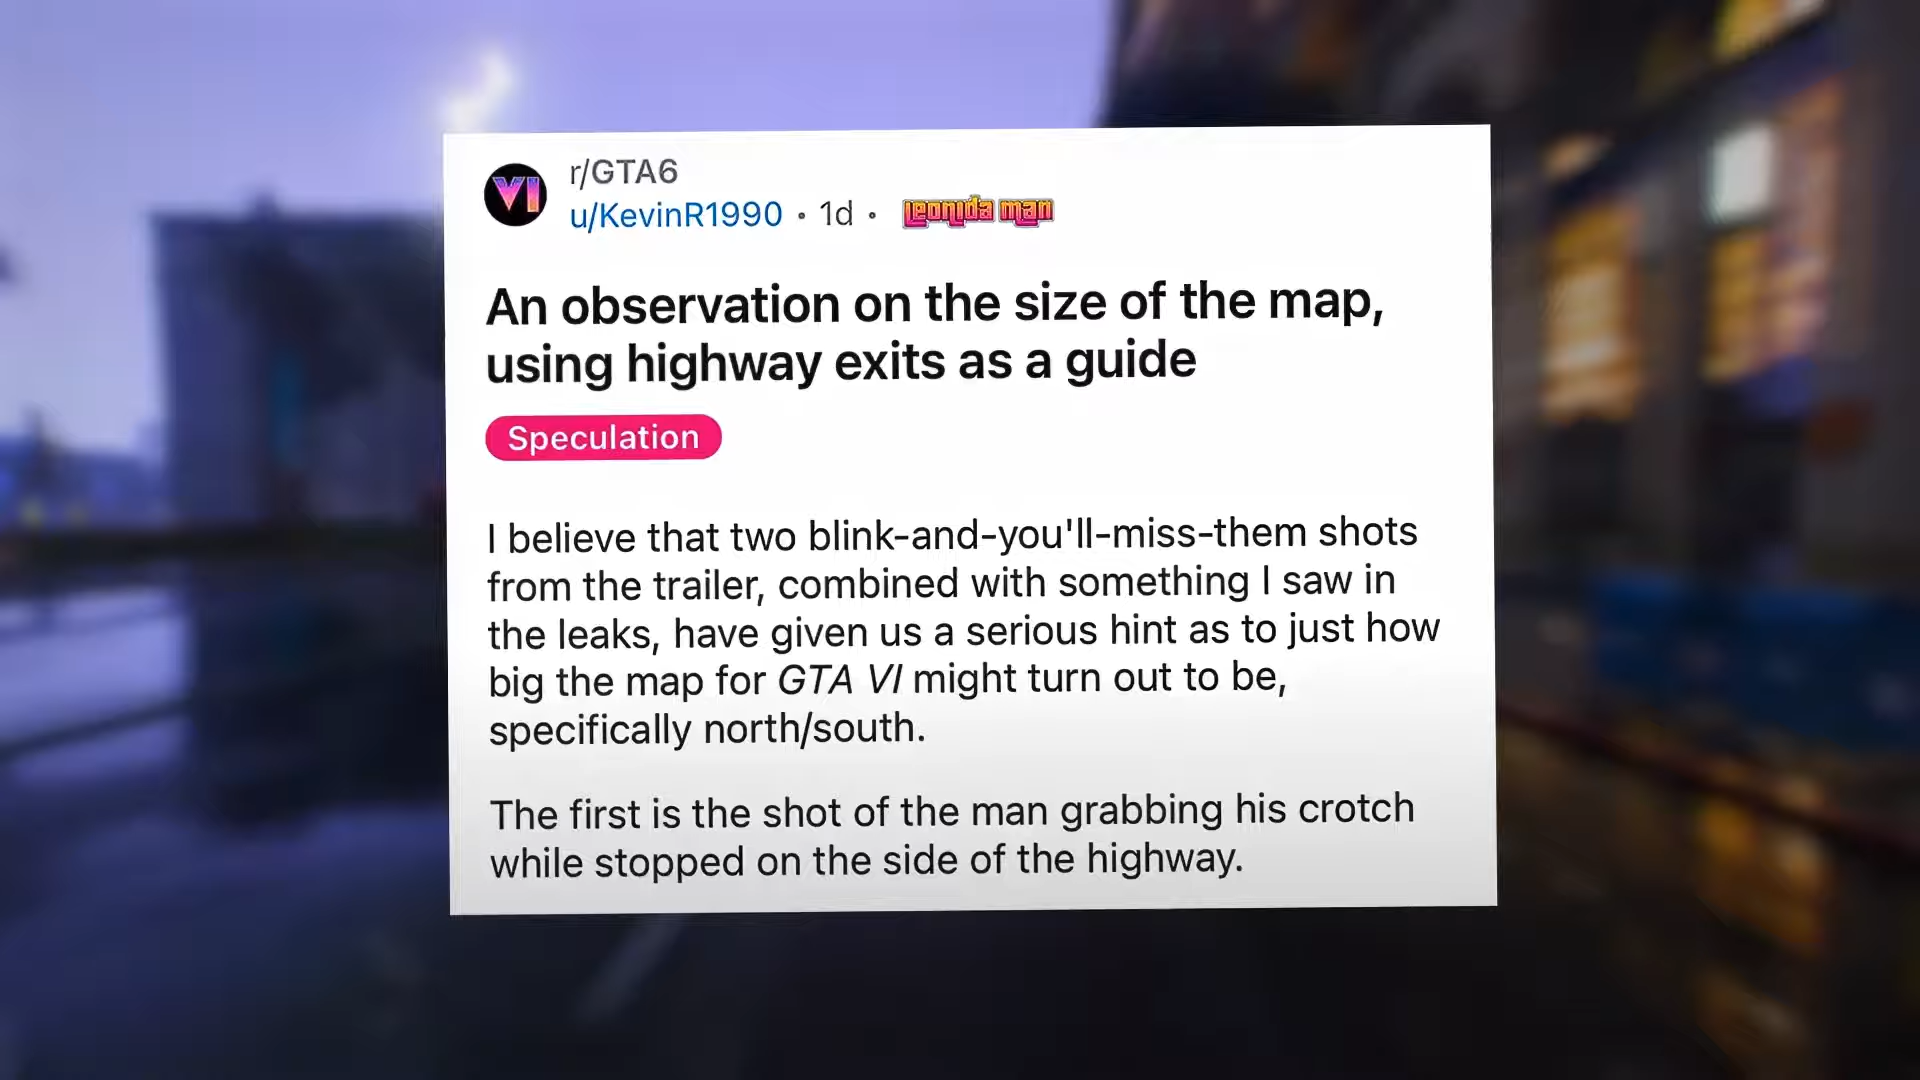 VI
r/GTA6
u/KevinR1990 • 1d • leonida man
An observation on the size of the map,
using highway exits as a guide
Speculation
I believe that two blink-and-you'll-miss-them shots
from the trailer, combined with something I saw in
the leaks, have given us a serious hint as to just how
big the map for GTA VI might turn out to be,
specifically north/south.
The first is the shot of the man grabbing his crotch
while stopped on the side of the highway.